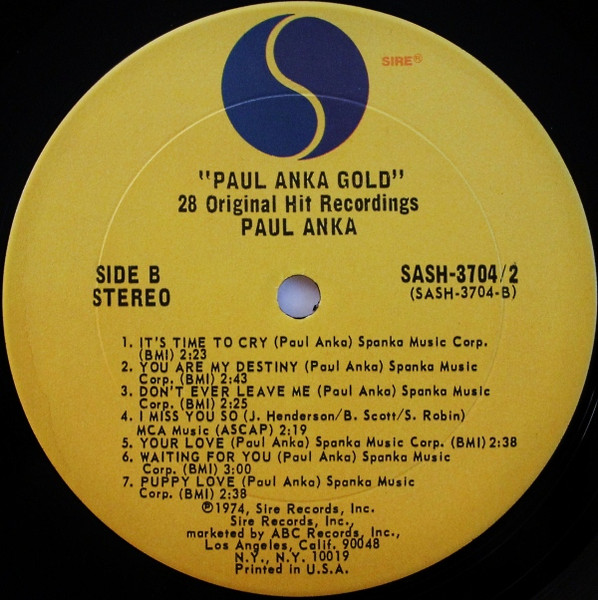 SIRE®
"PAUL ANKA GOLD"
28 Original Hit Recordings
PAUL ANKA
SIDE B
STEREO
SASH-3704/2
(SASH-3704-B)
1. IT'S TIME TO CRY (Paul Anka) Spanka Music Corp.
(BMI) 2:23
2. YOU ARE MY DESTINY (Paul Anka) Spanka Music
Corp. (BMI) 2:43
3. DON'T EVER LEAVE ME (Paul Anka) Spanka Music
Corp. (BMI) 2:25
4. I MISS YOU SO (J. Henderson/B. Scott/S. Robin)
MCA Music (ASCAP) 2:19
5. YOUR LOVE (Paul Anka) Spanka Music Corp. (BMI) 2:38
6. WAITING FOR YOU (Paul Anka) Spanka Music
Corp. (BMI) 3:00
7. PUPPY LOVE (Paul Anka) Spanka Music
Corp. (BMI) 2:38
℗1974, Sire Records, Inc.
Sire Records, Inc.,
marketed by ABC Records, Inc.,
Los Angeles, Calif. 90048
N.Y., N.Y. 10019
Printed in U.S.A.